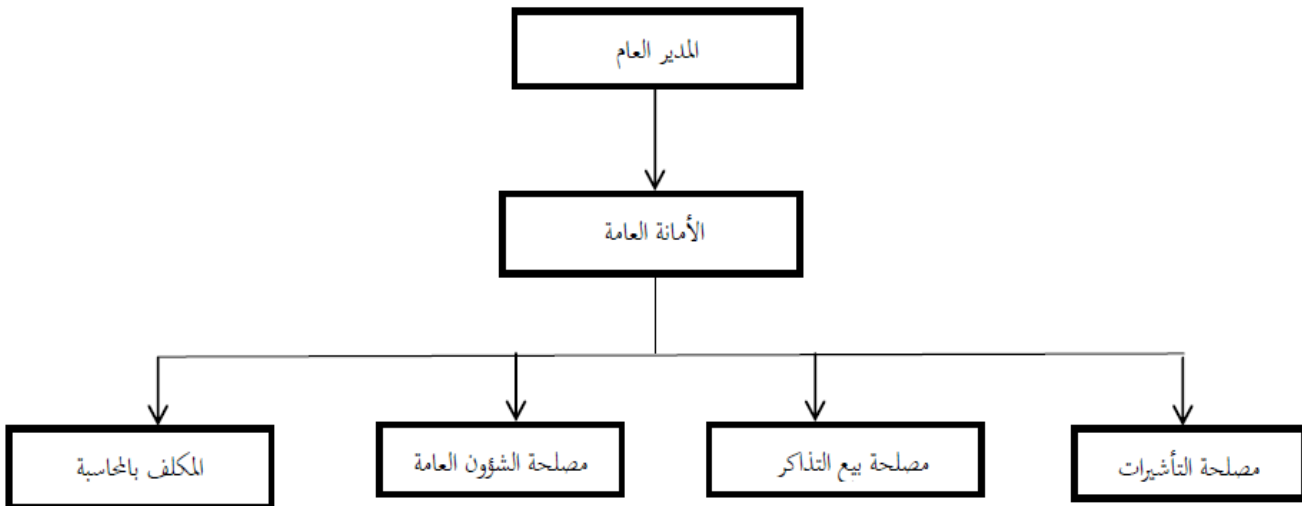 المدير العام
الأمانة العامة
مصلحة التأشيرات
مصلحة بيع التذاكر
مصلحة الشؤون العامة
المكلف بالمحاسبة